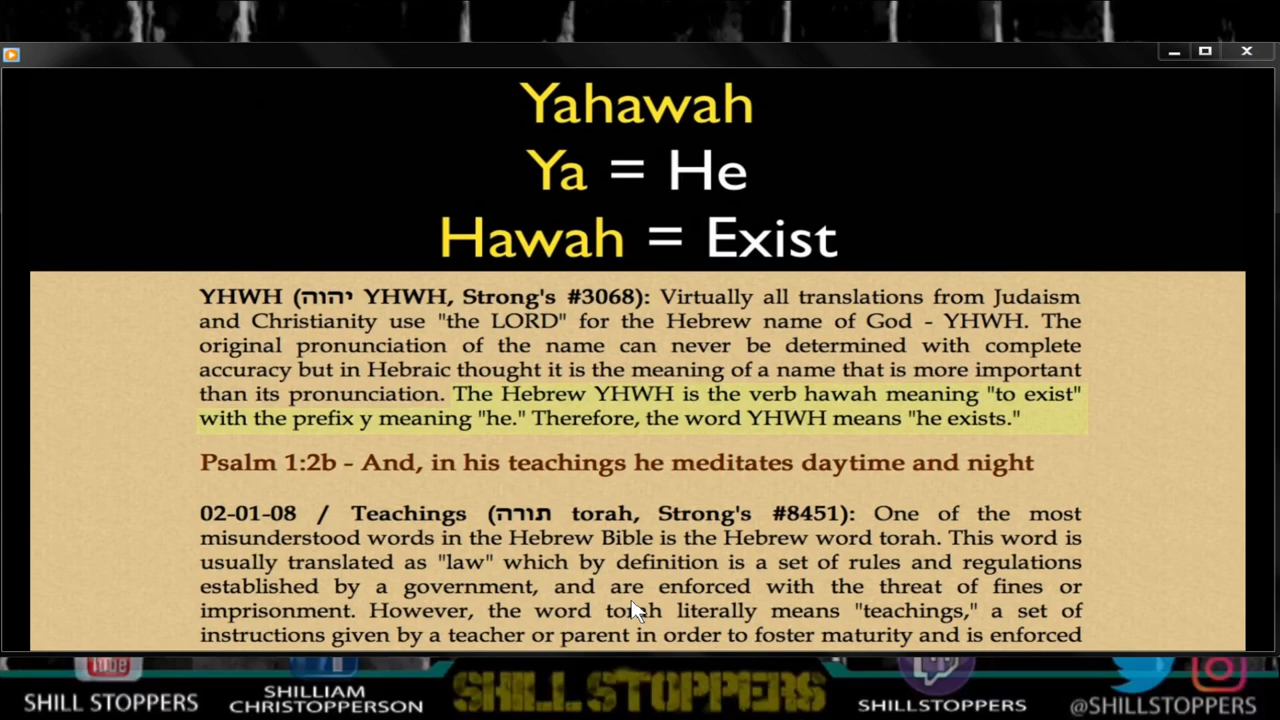 Yahawah
Ya = He
Hawah = Exist
YHWH (יהוה YHWH, Strong's #3068): Virtually all translations from Judaism
and Christianity use "the LORD" for the Hebrew name of God - YHWH. The
original pronunciation of the name can never be determined with complete
accuracy but in Hebraic thought it is the meaning of a name that is more important
than its pronunciation. The Hebrew YHWH is the verb hawah meaning "to exist"
with the prefix y meaning "he." Therefore, the word YHWH means "he exists."
Psalm 1:2b - And, in his teachings he meditates daytime and night
02-01-08 / Teachings (תורה torah, Strong's #8451): One of the most
misunderstood words in the Hebrew Bible is the Hebrew word torah. This word is
usually translated as "law" which by definition is a set of rules and regulations
established by a government, and are enforced with the threat of fines or
imprisonment. However, the word torah literally means "teachings," a set of
instructions given by a teacher or parent in order to foster maturity and is enforced
SHILL STOPPERS
SHILLIAM
CHRISTOPPERSON
SHILL STOPPERS
SHILLSTOPPERS
@SHILLSTOPPERS